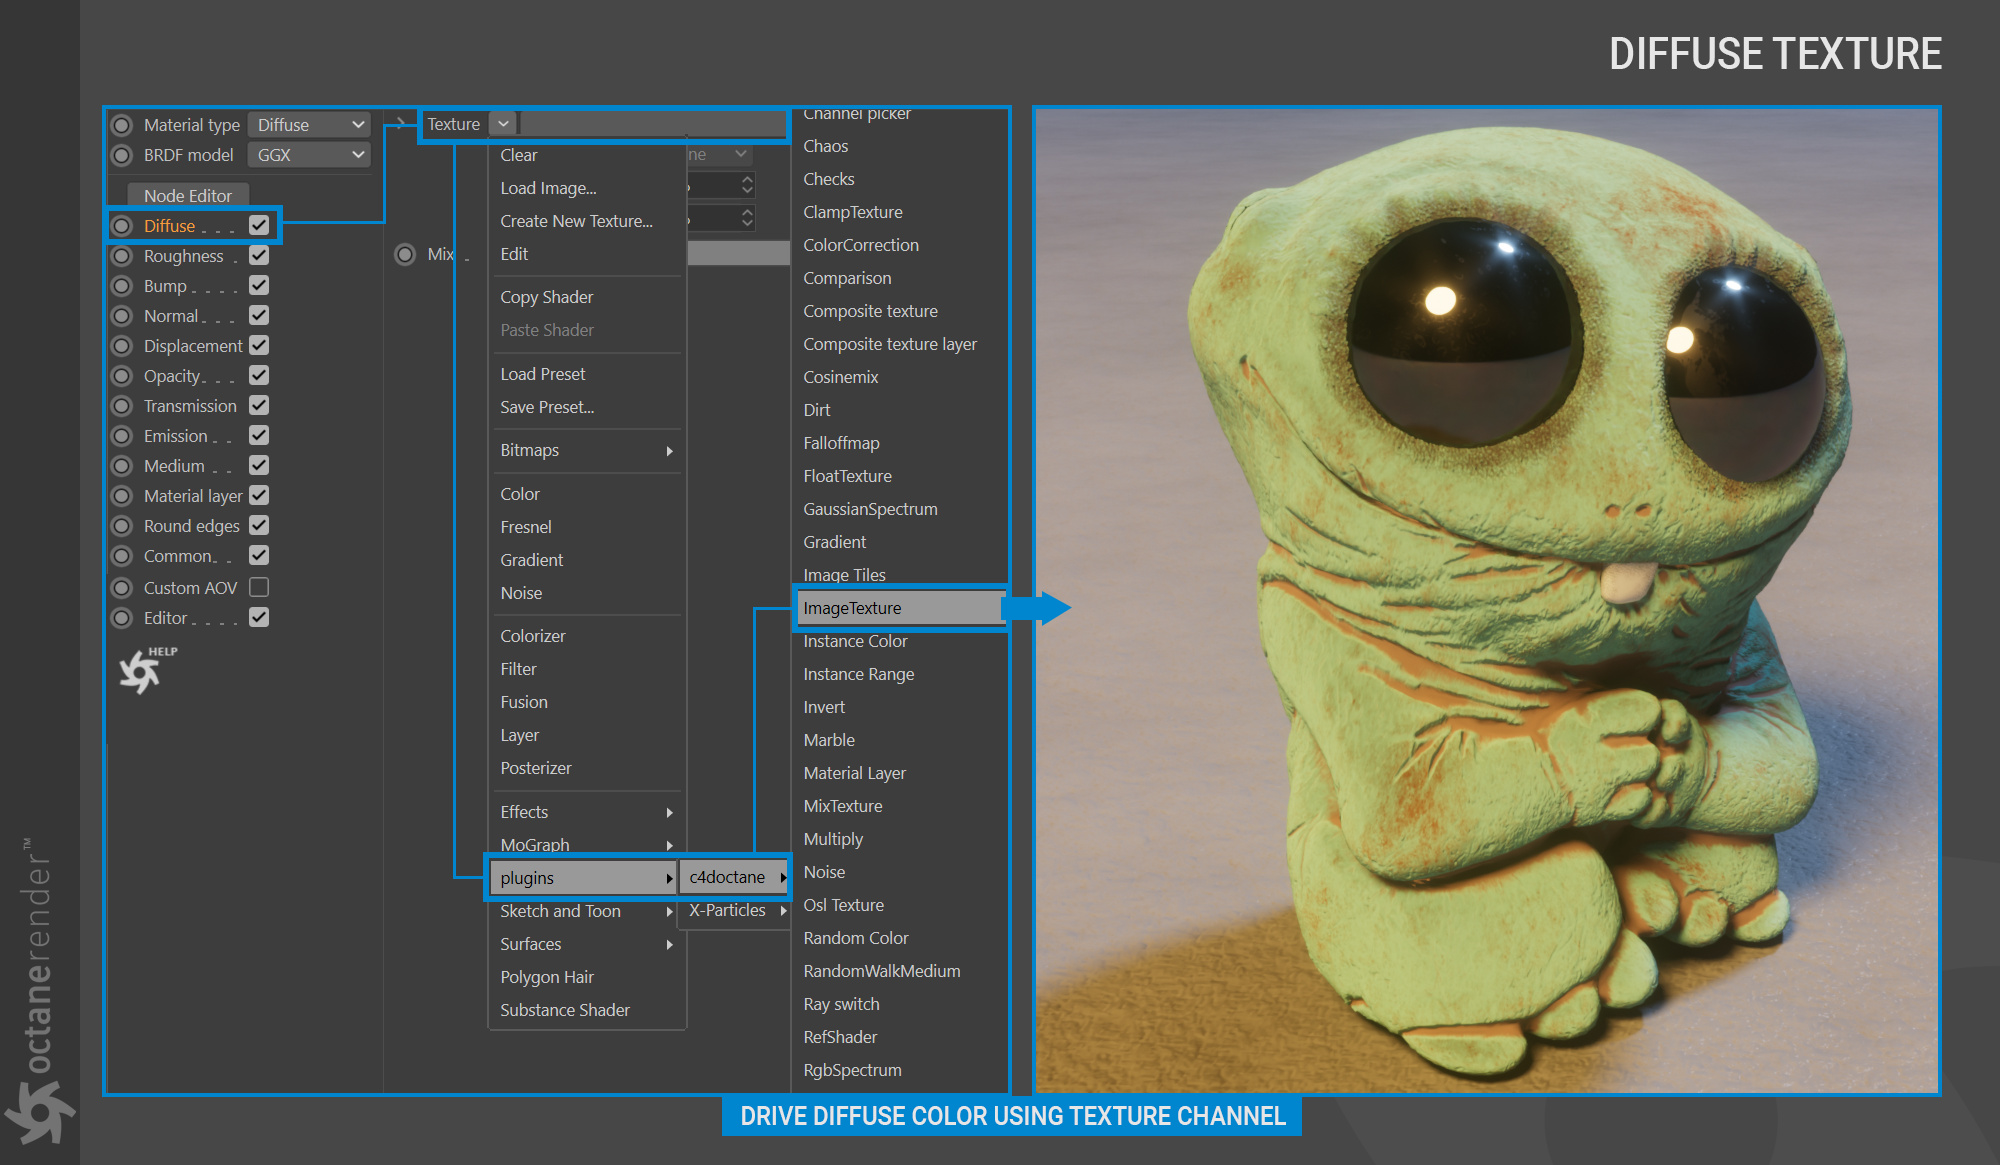 DIFFUSE TEXTURE
Material type Diffuse
BRDF model GGX
Node Editor
Diffuse
Roughness
Bump
Normal
Displacement
Opacity
Transmission
Emission
Medium
Material layer
Round edges
Common
Custom AOV
Editor
HELP
Texture
Mix
Clear
Load Image...
Create New Texture...
Edit
Copy Shader
Paste Shader
Load Preset
Save Preset...
Bitmaps
Color
Fresnel
Gradient
Noise
Colorizer
Filter
Fusion
Layer
Posterizer
Effects
MoGraph
plugins
Sketch and Toon
Surfaces
Polygon Hair
Substance Shader
c4doctane
X-Particles
Channel picker
Chaos
Checks
ClampTexture
ColorCorrection
Comparison
Composite texture
Composite texture layer
Cosinemix
Dirt
Falloffmap
FloatTexture
GaussianSpectrum
Gradient
Image Tiles
ImageTexture
Instance Color
Instance Range
Invert
Marble
Material Layer
MixTexture
Multiply
Noise
Osl Texture
Random Color
RandomWalkMedium
Ray switch
RefShader
RgbSpectrum
DRIVE DIFFUSE COLOR USING TEXTURE CHANNEL
octanerender™